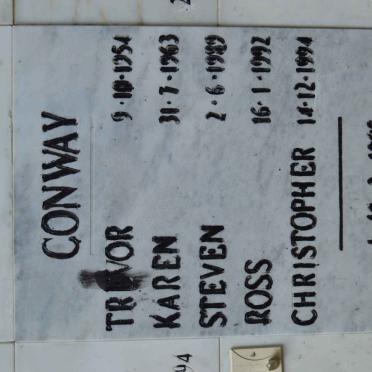 CONWAY
TREVOR 9·10·1954
KAREN 31·7·1963
STEVEN 2·6·1989
ROSS 16·1·1992
CHRISTOPHER 14·12·1994
94